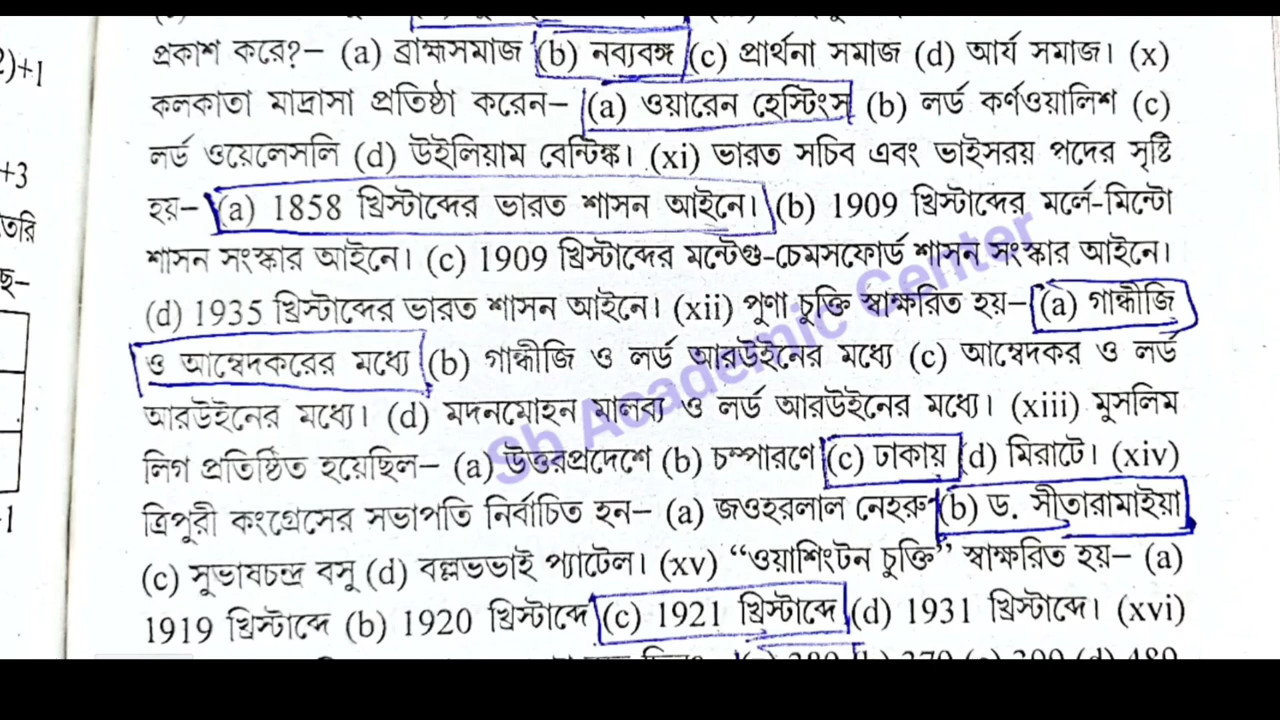 প্রকাশ করে?– (a) ব্রাহ্মসমাজ (b) নব্যবঙ্গ (c) প্রার্থনা সমাজ (d) আর্য সমাজ। (x)
2)+1
কলকাতা মাদ্রাসা প্রতিষ্ঠা করেন– (a) ওয়ারেন হেস্টিংস (b) লর্ড কর্ণওয়ালিশ (c)
লর্ড ওয়েলেসলি (d) উইলিয়াম বেন্টিঙ্ক। (xi) ভারত সচিব এবং ভাইসরয় পদের সৃষ্টি
+3
হয়– (a) 1858 খ্রিস্টাব্দের ভারত শাসন আইনে। (b) 1909 খ্রিস্টাব্দের মর্লে-মিন্টো
তৈরি
শাসন সংস্কার আইনে। (c) 1909 খ্রিস্টাব্দের মন্টেগু-চেমসফোর্ড শাসন সংস্কার আইনে।
ছ–
(d) 1935 খ্রিস্টাব্দের ভারত শাসন আইনে। (xii) পুণা চুক্তি স্বাক্ষরিত হয়– (a) গান্ধীজি
ও আম্বেদকরের মধ্যে (b) গান্ধীজি ও লর্ড আরউইনের মধ্যে (c) আম্বেদকর ও লর্ড
আরউইনের মধ্যে। (d) মদনমোহন মালব্য ও লর্ড আরউইনের মধ্যে। (xiii) মুসলিম
লিগ প্রতিষ্ঠিত হয়েছিল– (a) উত্তরপ্রদেশে (b) চম্পারণে (c) ঢাকায় (d) মিরাটে। (xiv)
ত্রিপুরী কংগ্রেসের সভাপতি নির্বাচিত হন– (a) জওহরলাল নেহরু (b) ড. সীতারামাইয়া
(c) সুভাষচন্দ্র বসু (d) বল্লভভাই প্যাটেল। (xv) “ওয়াশিংটন চুক্তি” স্বাক্ষরিত হয়– (a)
1919 খ্রিস্টাব্দে (b) 1920 খ্রিস্টাব্দে (c) 1921 খ্রিস্টাব্দে (d) 1931 খ্রিস্টাব্দে। (xvi)
Sb Academic Center